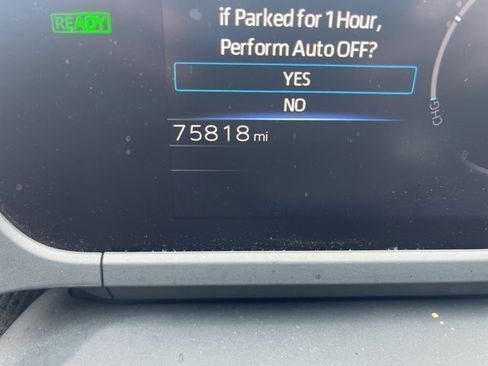 READY
if Parked for 1 Hour,
Perform Auto OFF?
YES
NO
CHG
75818 mi